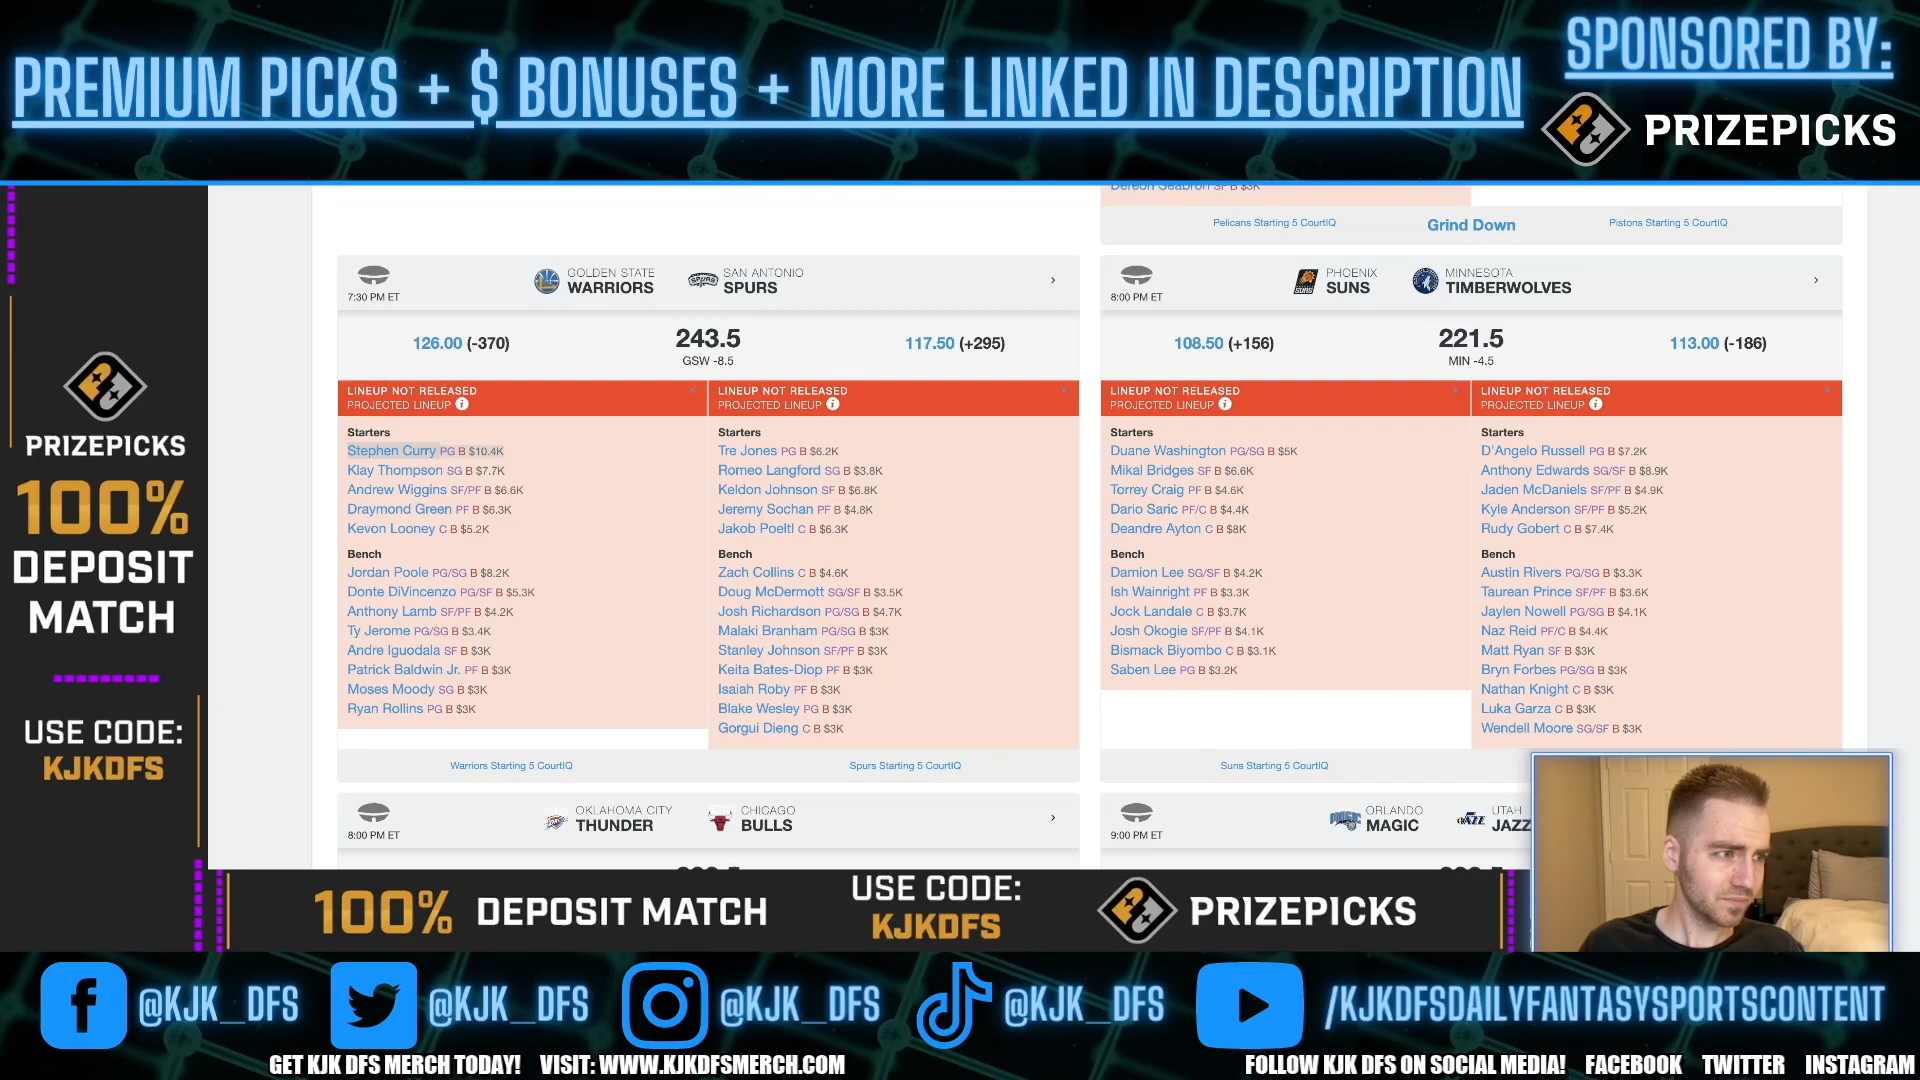 PREMIUM PICKS + $ BONUSES + MORE LINKED IN DESCRIPTION
SPONSORED BY:
PRIZEPICKS
PRIZEPICKS
100%
DEPOSIT
MATCH
USE CODE:
KJKDFS
Dereon Seabron SF B $3K
Pelicans Starting 5 CourtIQ
Grind Down
Pistons Starting 5 CourtIQ
7:30 PM ET
GOLDEN STATE
WARRIORS
SPURS
SAN ANTONIO
SPURS
126.00 (-370)
243.5
GSW -8.5
117.50 (+295)
LINEUP NOT RELEASED
PROJECTED LINEUP i
Starters
Stephen Curry PG B $10.4K
Klay Thompson SG B $7.7K
Andrew Wiggins SF/PF B $6.6K
Draymond Green PF B $6.3K
Kevon Looney C B $5.2K
Bench
Jordan Poole PG/SG B $8.2K
Donte DiVincenzo PG/SF B $5.3K
Anthony Lamb SF/PF B $4.2K
Ty Jerome PG/SG B $3.4K
Andre Iguodala SF B $3K
Patrick Baldwin Jr. PF B $3K
Moses Moody SG B $3K
Ryan Rollins PG B $3K
LINEUP NOT RELEASED
PROJECTED LINEUP i
Starters
Tre Jones PG B $6.2K
Romeo Langford SG B $3.8K
Keldon Johnson SF B $6.8K
Jeremy Sochan PF B $4.8K
Jakob Poeltl C B $6.3K
Bench
Zach Collins C B $4.6K
Doug McDermott SG/SF B $3.5K
Josh Richardson PG/SG B $4.7K
Malaki Branham PG/SG B $3K
Stanley Johnson SF/PF B $3K
Keita Bates-Diop PF B $3K
Isaiah Roby PF B $3K
Blake Wesley PG B $3K
Gorgui Dieng C B $3K
Warriors Starting 5 CourtIQ
Spurs Starting 5 CourtIQ
8:00 PM ET
PHOENIX
SUNS
MINNESOTA
TIMBERWOLVES
108.50 (+156)
221.5
MIN -4.5
113.00 (-186)
LINEUP NOT RELEASED
PROJECTED LINEUP i
Starters
Duane Washington PG/SG B $5K
Mikal Bridges SF B $6.6K
Torrey Craig PF B $4.6K
Dario Saric PF/C B $4.4K
Deandre Ayton C B $8K
Bench
Damion Lee SG/SF B $4.2K
Ish Wainright PF B $3.3K
Jock Landale C B $3.7K
Josh Okogie SF/PF B $4.1K
Bismack Biyombo C B $3.1K
Saben Lee PG B $3.2K
LINEUP NOT RELEASED
PROJECTED LINEUP i
Starters
D'Angelo Russell PG B $7.2K
Anthony Edwards SG/SF B $8.9K
Jaden McDaniels SF/PF B $4.9K
Kyle Anderson SF/PF B $5.2K
Rudy Gobert C B $7.4K
Bench
Austin Rivers PG/SG B $3.3K
Taurean Prince SF/PF B $3.6K
Jaylen Nowell PG/SG B $4.1K
Naz Reid PF/C B $4.4K
Matt Ryan SF B $3K
Bryn Forbes PG/SG B $3K
Nathan Knight C B $3K
Luka Garza C B $3K
Wendell Moore SG/SF B $3K
Suns Starting 5 CourtIQ
8:00 PM ET
OKLAHOMA CITY
THUNDER
CHICAGO
BULLS
9:00 PM ET
ORLANDO
MAGIC
UTAH
JAZZ
100% DEPOSIT MATCH
USE CODE:
KJKDFS
PRIZEPICKS
@KJK_DFS
@KJK_DFS
@KJK_DFS
@KJK_DFS
/KJKDFSDAILYFANTASYSPORTSCONTENT
GET KJK DFS MERCH TODAY! VISIT: WWW.KJKDFSMERCH.COM
FOLLOW KJK DFS ON SOCIAL MEDIA! FACEBOOK TWITTER INSTAGRAM